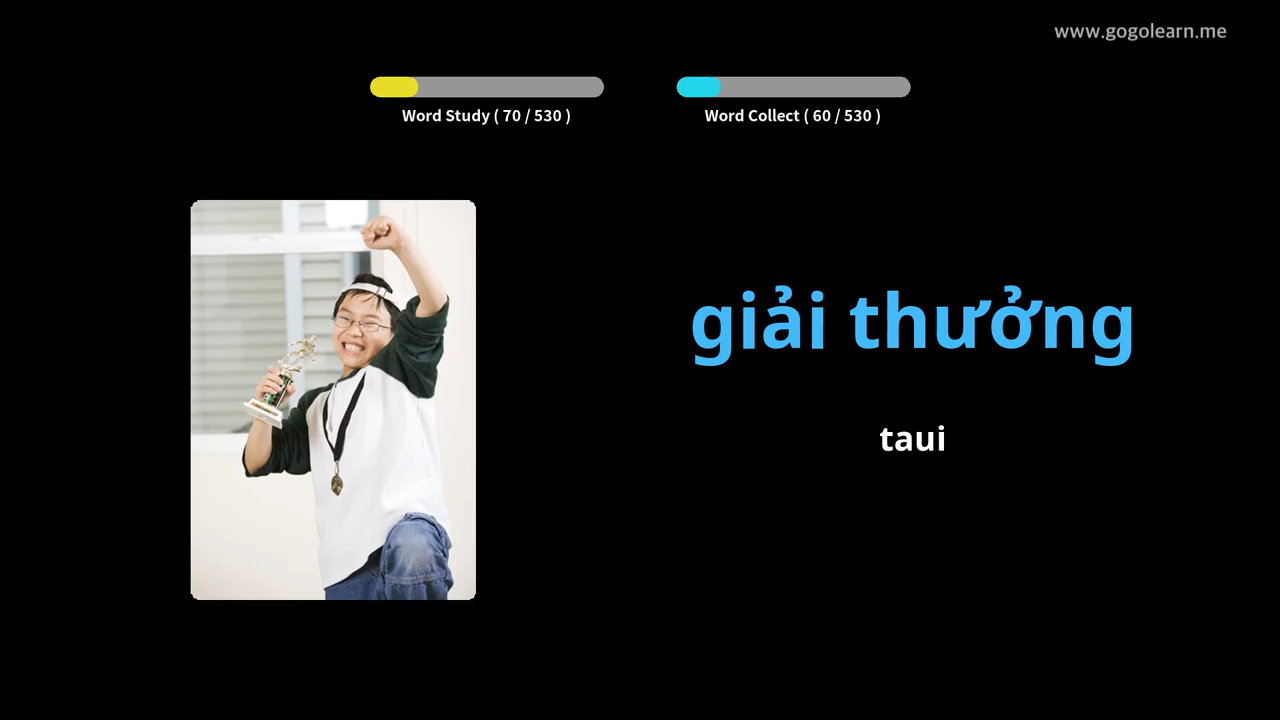 www.gogolearn.me
Word Study ( 70 / 530 )
Word Collect ( 60 / 530 )
giải thưởng
taui